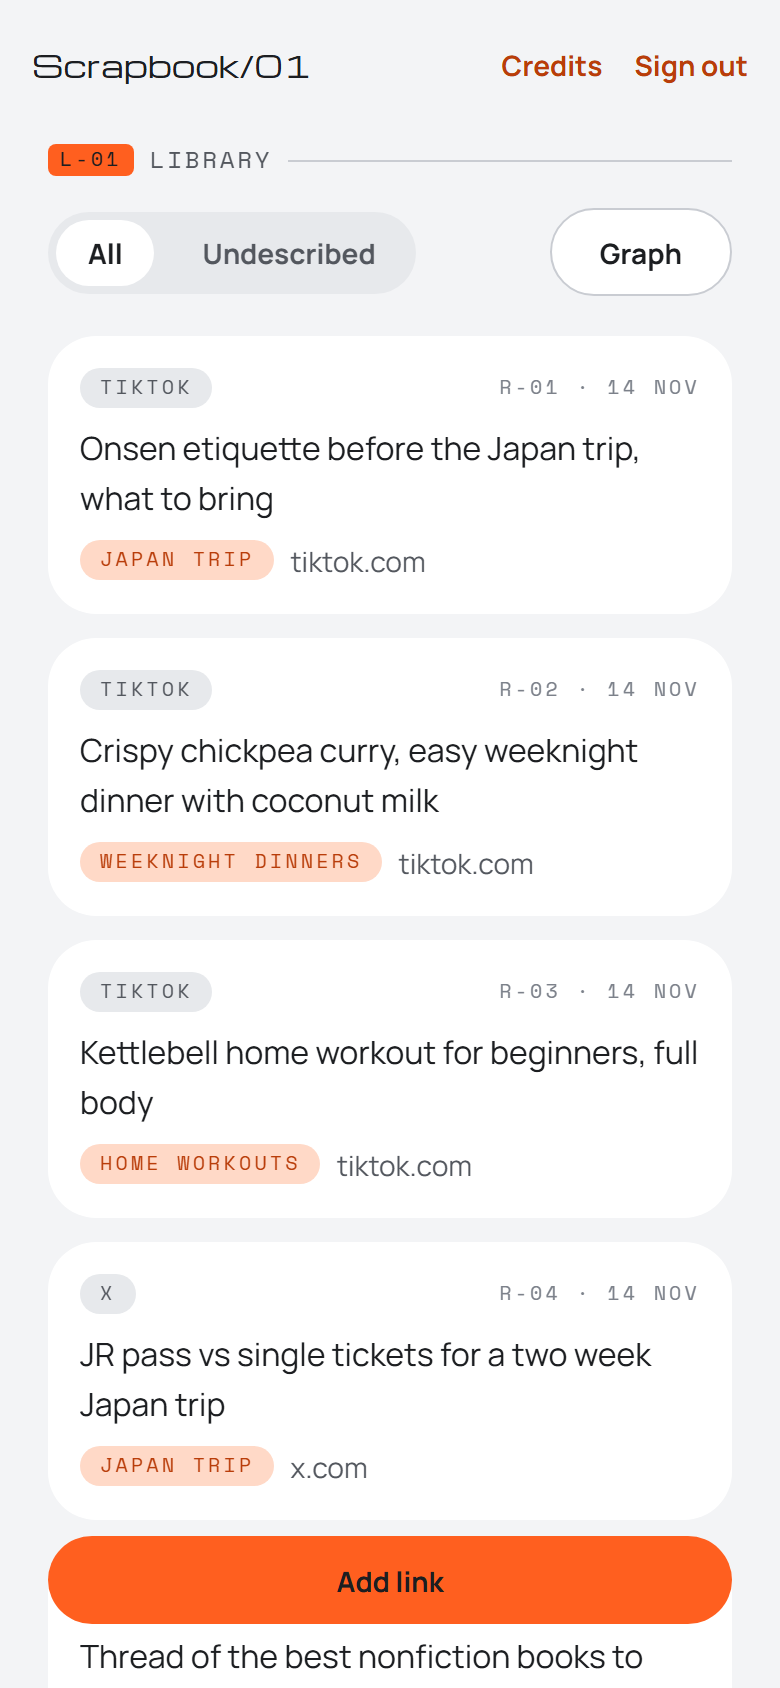 Scrapbook/01
Credits
Sign out
L-01
LIBRARY
All
Undescribed
Graph
TIKTOK
R-01 · 14 NOV
Onsen etiquette before the Japan trip,
what to bring
JAPAN TRIP
tiktok.com
TIKTOK
R-02 · 14 NOV
Crispy chickpea curry, easy weeknight
dinner with coconut milk
WEEKNIGHT DINNERS
tiktok.com
TIKTOK
R-03 · 14 NOV
Kettlebell home workout for beginners, full
body
HOME WORKOUTS
tiktok.com
X
R-04 · 14 NOV
JR pass vs single tickets for a two week
Japan trip
JAPAN TRIP
x.com
Add link
Thread of the best nonfiction books to